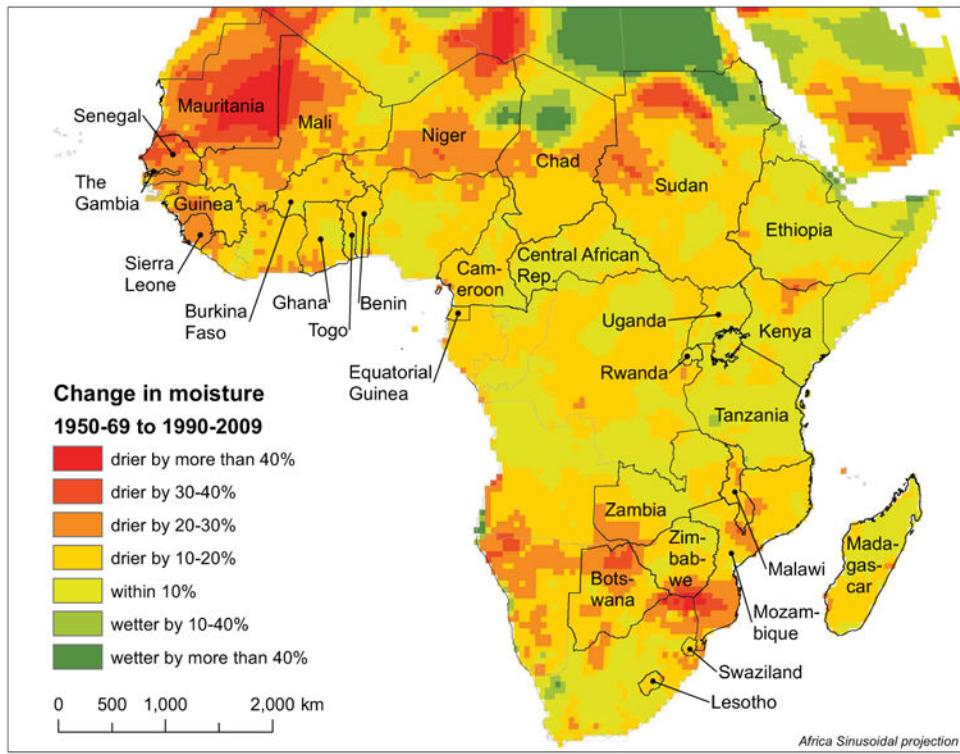 Mauritania
Senegal
Mali
Niger
Chad
Sudan
The
Gambia
Guinea
Ethiopia
Sierra
Leone
Central African
Rep.
Cam-
eroon
Burkina
Faso
Ghana
Togo
Benin
Uganda
Kenya
Equatorial
Guinea
Rwanda
Tanzania
Change in moisture
1950-69 to 1990-2009
drier by more than 40%
drier by 30-40%
drier by 20-30%
drier by 10-20%
within 10%
wetter by 10-40%
wetter by more than 40%
0 500 1,000 2,000 km
Zambia
Zim-
bab-
we
Bots-
wana
Mada-
gas-
car
Malawi
Mozam-
bique
Swaziland
Lesotho
Africa Sinusoidal projection